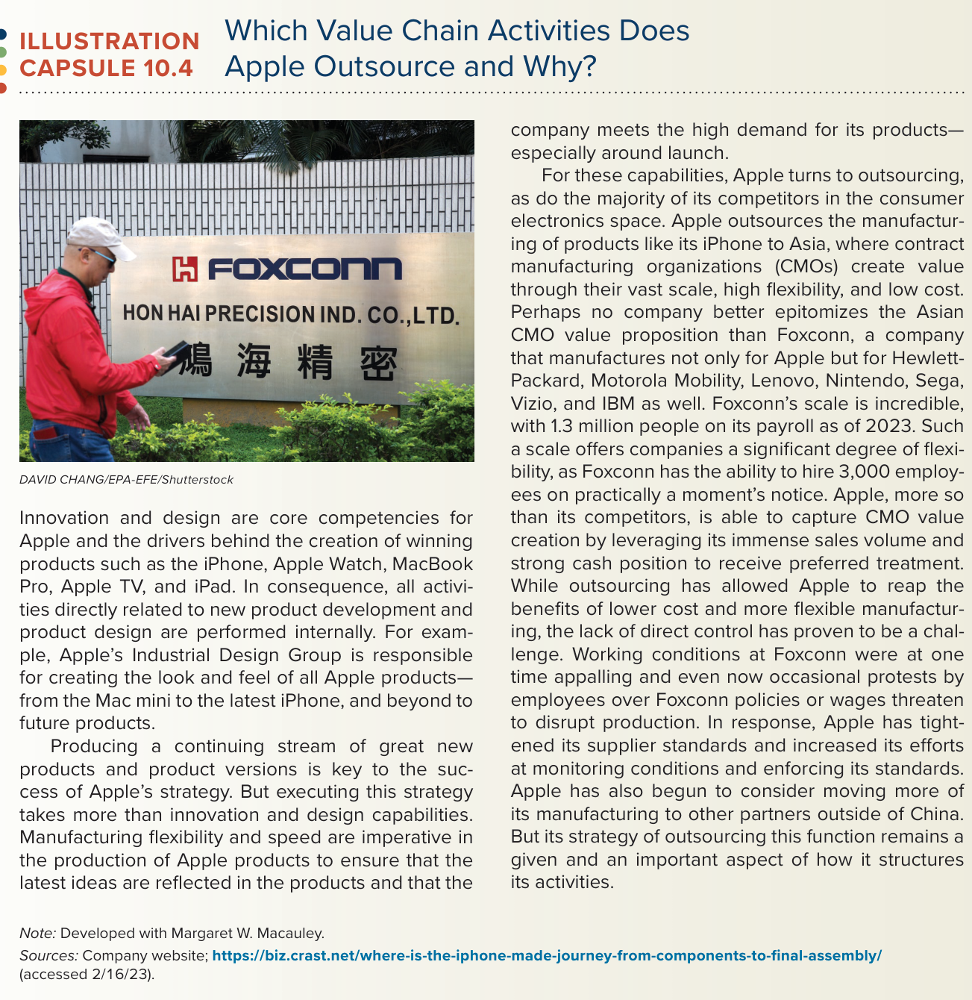 ILLUSTRATION
CAPSULE 10.4
Which Value Chain Activities Does
Apple Outsource and Why?
FOXCONN
HON HAI PRECISION IND. CO.,LTD.
鴻海精密
DAVID CHANG/EPA-EFE/Shutterstock
Innovation and design are core competencies for
Apple and the drivers behind the creation of winning
products such as the iPhone, Apple Watch, MacBook
Pro, Apple TV, and iPad. In consequence, all activi-
ties directly related to new product development and
product design are performed internally. For exam-
ple, Apple’s Industrial Design Group is responsible
for creating the look and feel of all Apple products—
from the Mac mini to the latest iPhone, and beyond to
future products.
Producing a continuing stream of great new
products and product versions is key to the suc-
cess of Apple’s strategy. But executing this strategy
takes more than innovation and design capabilities.
Manufacturing flexibility and speed are imperative in
the production of Apple products to ensure that the
latest ideas are reflected in the products and that the
company meets the high demand for its products—
especially around launch.
For these capabilities, Apple turns to outsourcing,
as do the majority of its competitors in the consumer
electronics space. Apple outsources the manufactur-
ing of products like its iPhone to Asia, where contract
manufacturing organizations (CMOs) create value
through their vast scale, high flexibility, and low cost.
Perhaps no company better epitomizes the Asian
CMO value proposition than Foxconn, a company
that manufactures not only for Apple but for Hewlett-
Packard, Motorola Mobility, Lenovo, Nintendo, Sega,
Vizio, and IBM as well. Foxconn’s scale is incredible,
with 1.3 million people on its payroll as of 2023. Such
a scale offers companies a significant degree of flexi-
bility, as Foxconn has the ability to hire 3,000 employ-
ees on practically a moment’s notice. Apple, more so
than its competitors, is able to capture CMO value
creation by leveraging its immense sales volume and
strong cash position to receive preferred treatment.
While outsourcing has allowed Apple to reap the
benefits of lower cost and more flexible manufactur-
ing, the lack of direct control has proven to be a chal-
lenge. Working conditions at Foxconn were at one
time appalling and even now occasional protests by
employees over Foxconn policies or wages threaten
to disrupt production. In response, Apple has tight-
ened its supplier standards and increased its efforts
at monitoring conditions and enforcing its standards.
Apple has also begun to consider moving more of
its manufacturing to other partners outside of China.
But its strategy of outsourcing this function remains a
given and an important aspect of how it structures
its activities.
Note: Developed with Margaret W. Macauley.
Sources: Company website; https://biz.crast.net/where-is-the-iphone-made-journey-from-components-to-final-assembly/
(accessed 2/16/23).